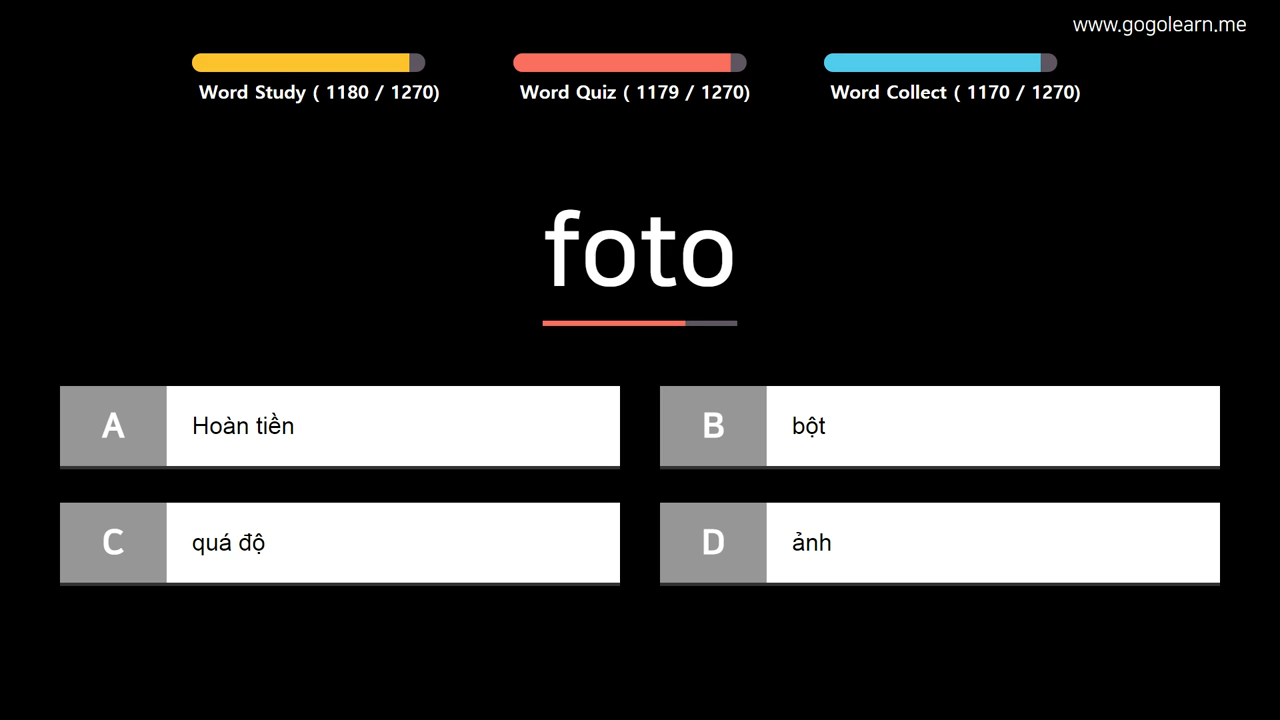 www.gogolearn.me
Word Study ( 1180 / 1270)
Word Quiz ( 1179 / 1270)
Word Collect ( 1170 / 1270)
foto
A Hoàn tiền
B bột
C quá độ
D ảnh